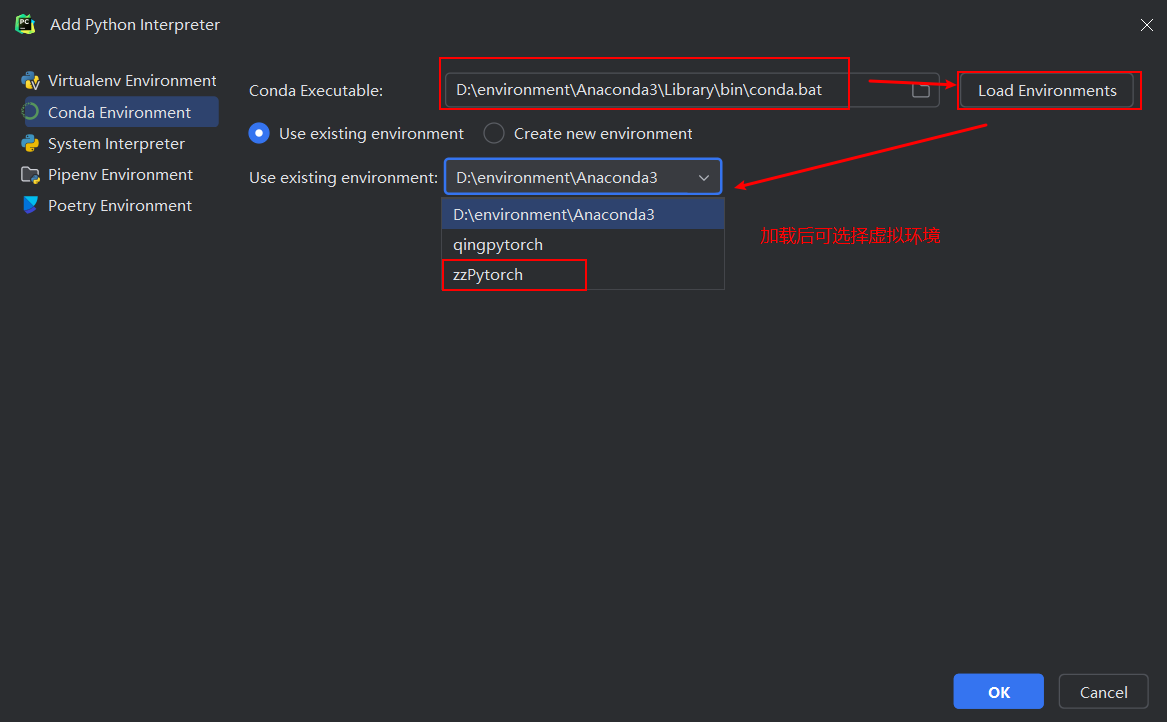 Add Python Interpreter
Virtualenv Environment
Conda Environment
System Interpreter
Pipenv Environment
Poetry Environment
Conda Executable: D:\environment\Anaconda3\Library\bin\conda.bat Load Environments
Use existing environment Create new environment
Use existing environment: D:\environment\Anaconda3
D:\environment\Anaconda3
qingpytorch
zzPytorch
加载后可选择虚拟环境
OK Cancel